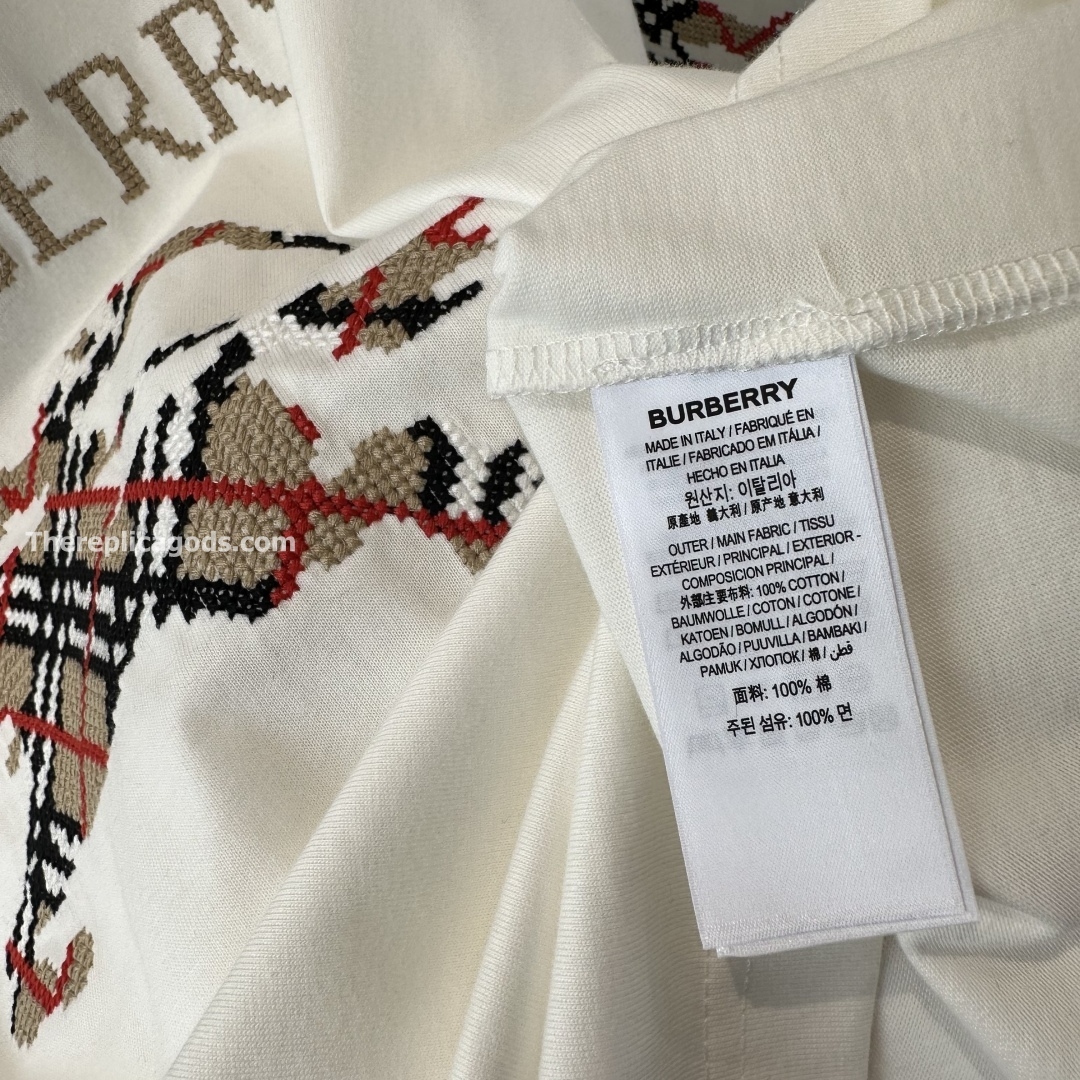 ERRY
Thereplicagods.com
BURBERRY
MADE IN ITALY / FABRIQUÉ EN
ITALIE / FABRICADO EM ITÁLIA /
HECHO EN ITALIA
원산지: 이탈리아
原產地 義大利 / 原产地 意大利
OUTER / MAIN FABRIC / TISSU
EXTÉRIEUR / PRINCIPAL / EXTERIOR -
COMPOSICION PRINCIPAL /
外部/主要布料: 100% COTTON /
BAUMWOLLE / COTON / COTONE /
KATOEN / BOMULL / ALGODÓN /
ALGODÃO / PUUVILLA / BAMBAKI /
PAMUK / ХЛОПОК / 棉 / قطن
面料: 100% 棉
주된 섬유: 100% 면